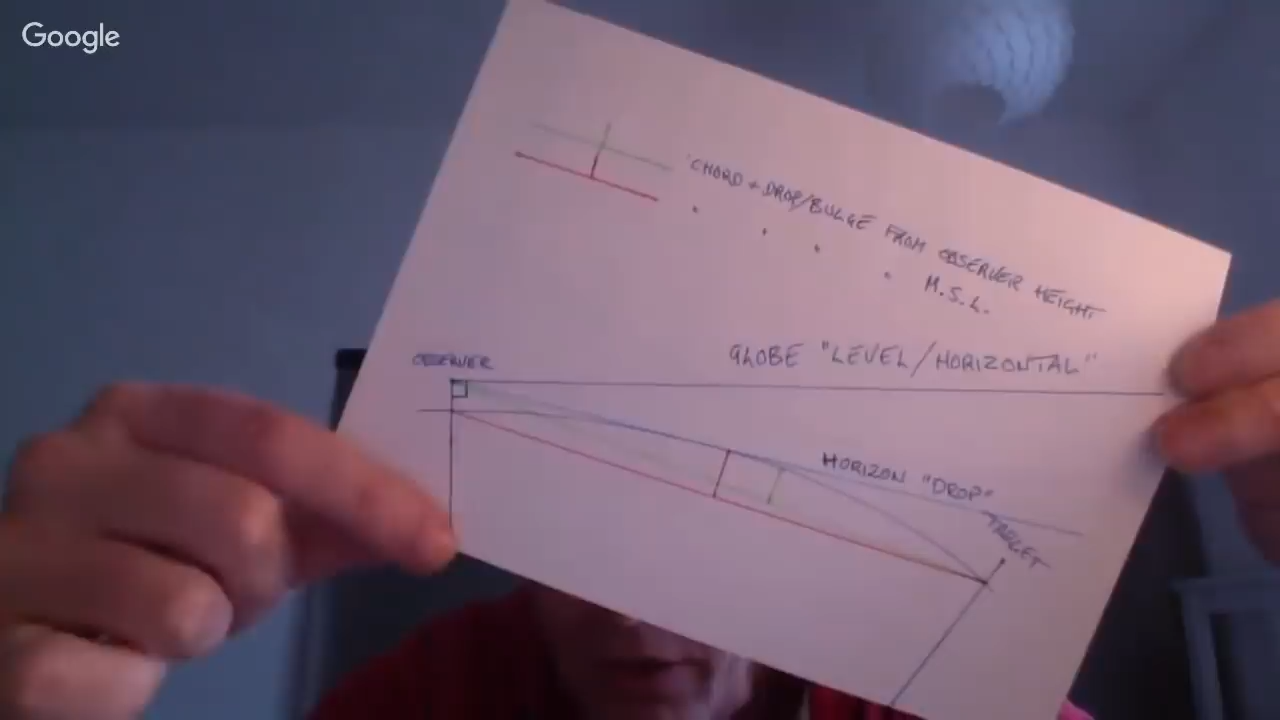 Google
CHORD + DROP/BULGE FROM OBSERVER HEIGHT
M.S.L.
GLOBE "LEVEL/HORIZONTAL"
OBSERVER
HORIZON "DROP"
TARGET